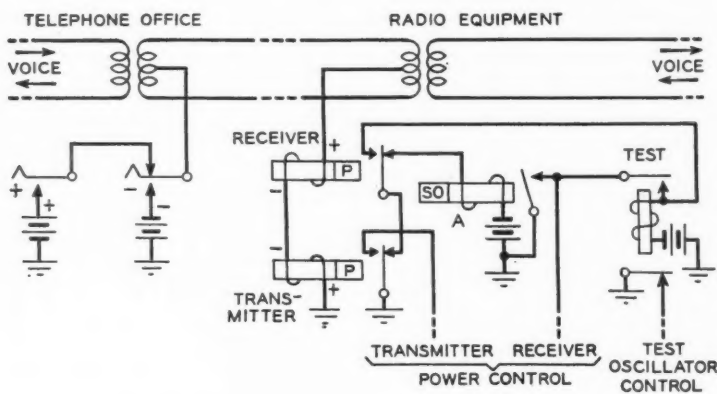 TELEPHONE OFFICE
RADIO EQUIPMENT
VOICE
VOICE
RECEIVER
+
P
-
TEST
SO
A
+
+
-
-
-
P
+
TRANS-
MITTER
TRANSMITTER RECEIVER
POWER CONTROL
TEST
OSCILLATOR
CONTROL